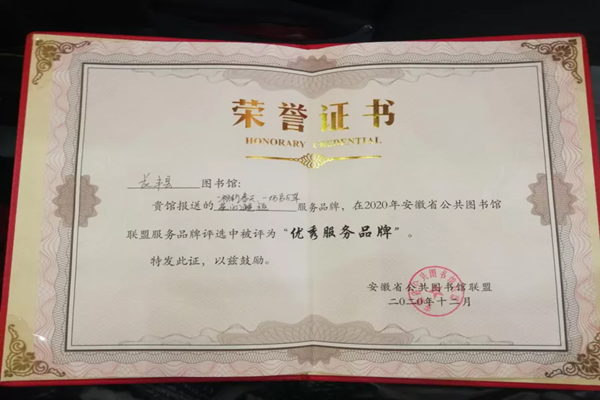 荣誉证书
HONORARY CREDENTIAL
长丰县图书馆:
贵馆报送的服务品牌,在2020年安徽省公共图书馆
联盟服务品牌评选中被评为“优秀服务品牌”。
特发此证,以兹鼓励。
安徽省公共图书馆联盟
二〇二〇年十二月